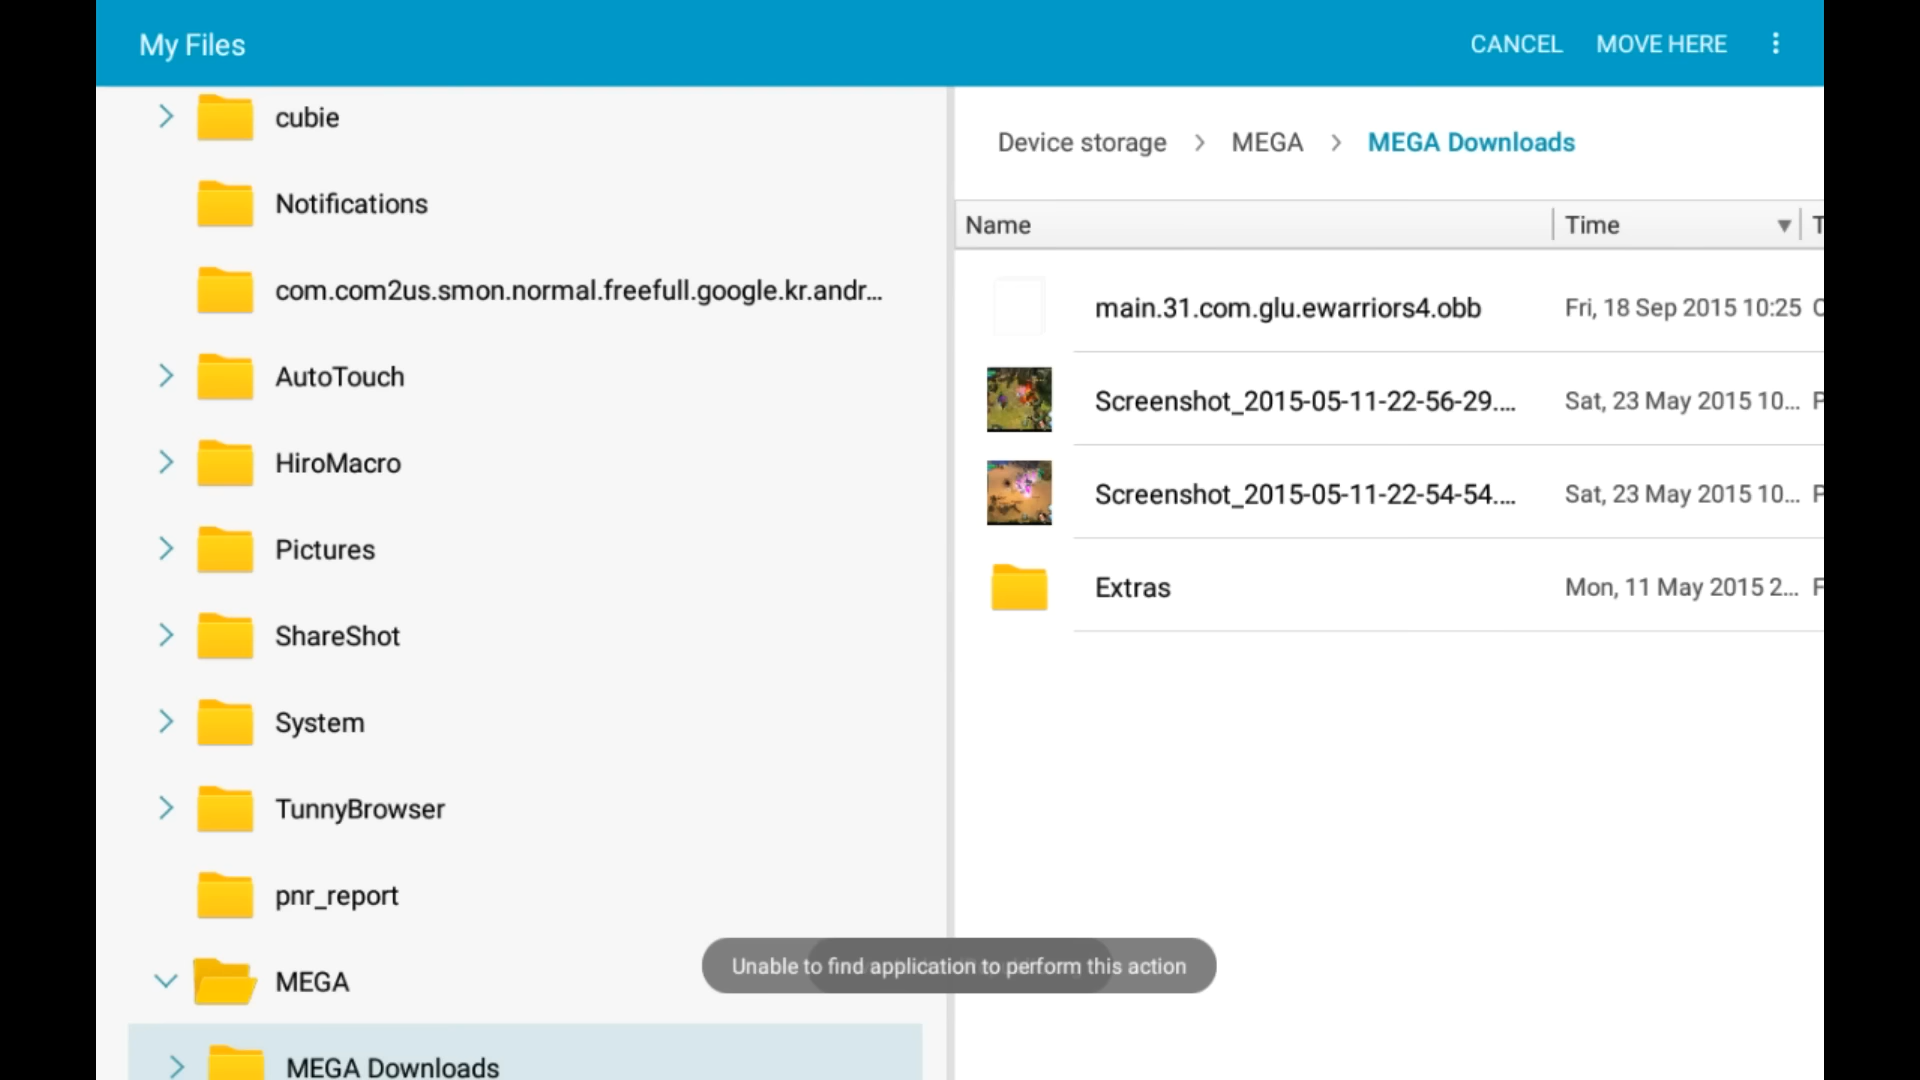 My Files
CANCEL
MOVE HERE
cubie
Notifications
com.com2us.smon.normal.freefull.google.kr.andr...
AutoTouch
HiroMacro
Pictures
ShareShot
System
TunnyBrowser
pnr_report
MEGA
MEGA Downloads
Device storage > MEGA > MEGA Downloads
Name Time T
main.31.com.glu.ewarriors4.obb Fri, 18 Sep 2015 10:25
Screenshot_2015-05-11-22-56-29.... Sat, 23 May 2015 10...
Screenshot_2015-05-11-22-54-54.... Sat, 23 May 2015 10...
Extras Mon, 11 May 2015 2...
Unable to find application to perform this action